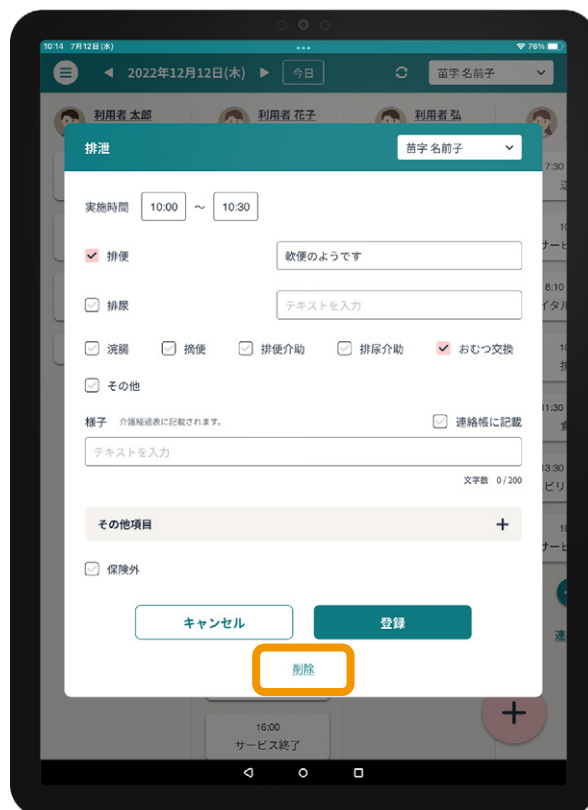 10:14 7月12日(水)
76%
2022年12月12日(木)
今日
苗字 名前子
利用者 太郎
利用者 花子
利用者 弘
排泄
苗字 名前子
7:30
実施時間 10:00 ～ 10:30
排便
軟便のようです
8:10
排尿
テキストを入力
浣腸 摘便 排便介助 排尿介助 おむつ交換
その他
11:30
様子 介護経過表に記載されます。
連絡帳に記載
テキストを入力
文字数 0/200
その他項目
保険外
キャンセル
登録
削除
16:00
サービス終了